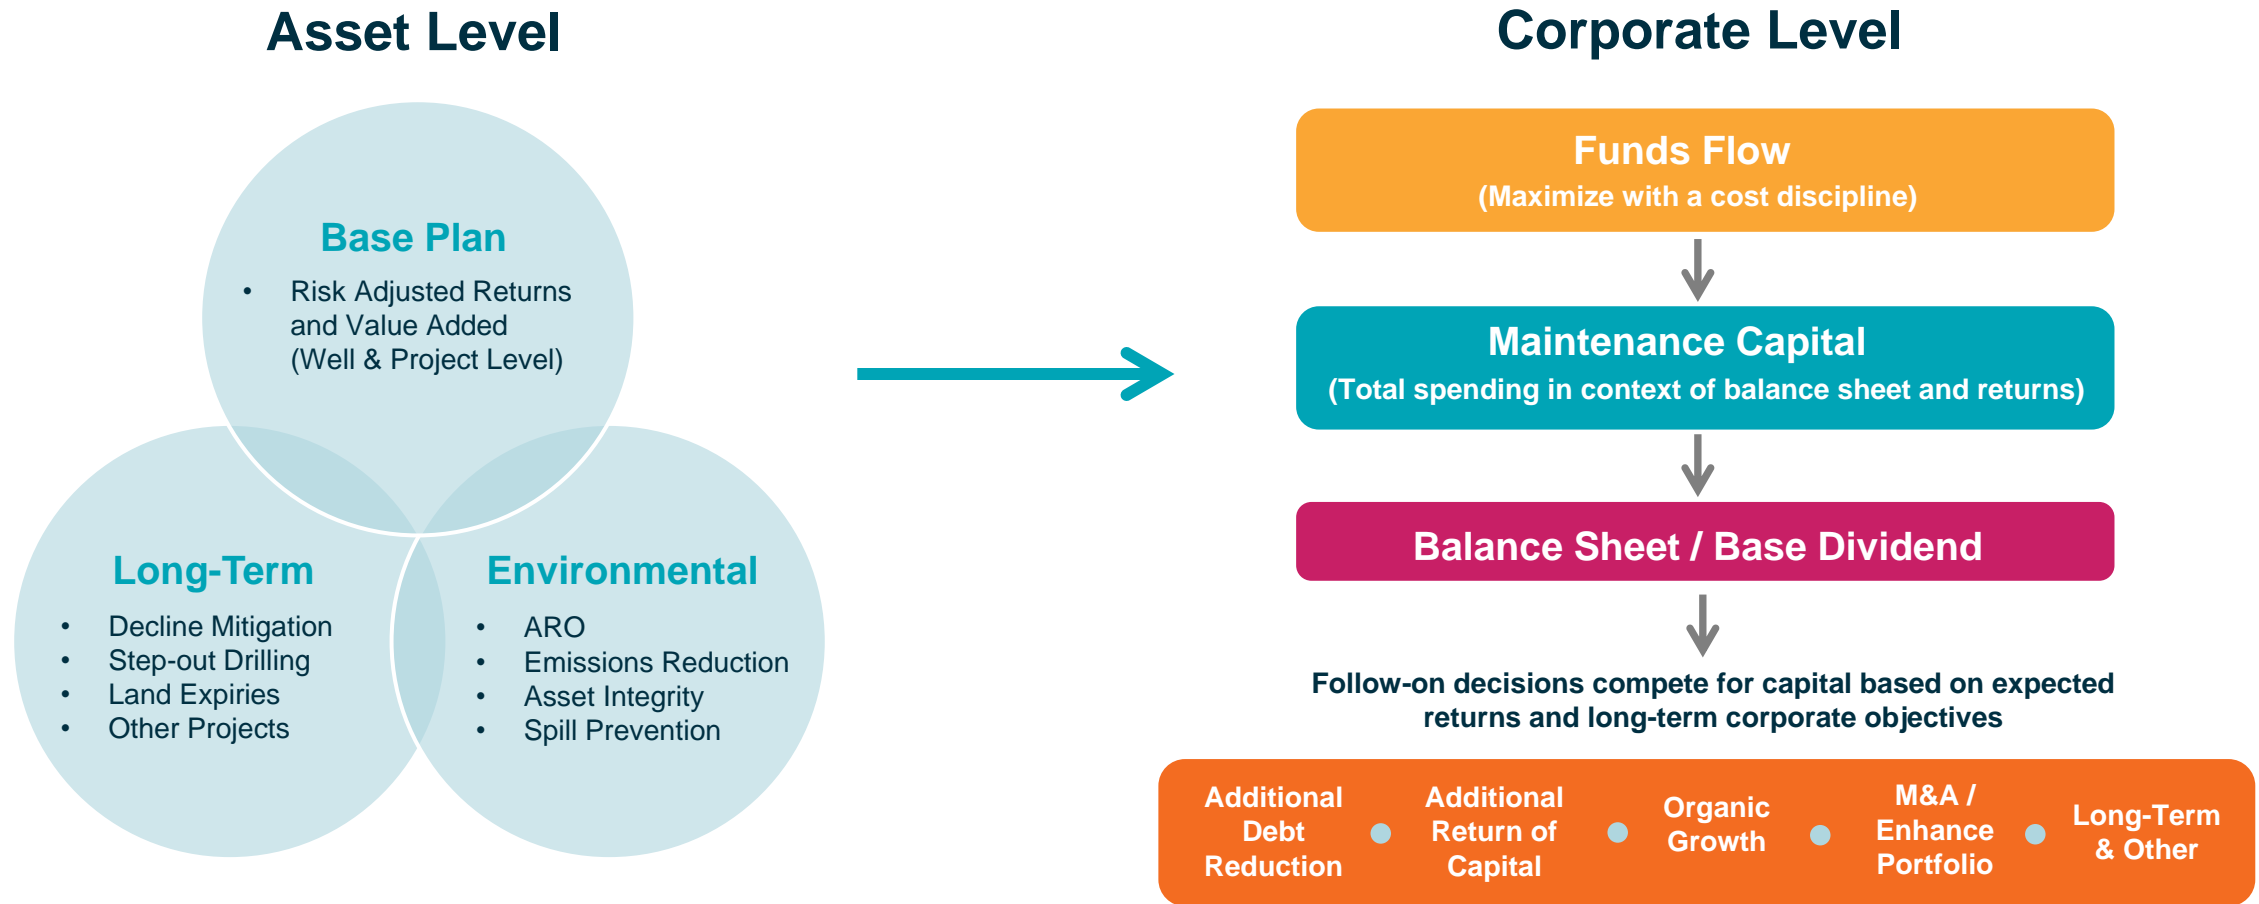 Asset Level
Base Plan
• Risk Adjusted Returns
and Value Added
(Well & Project Level)
Long-Term
• Decline Mitigation
• Step-out Drilling
• Land Expiries
• Other Projects
Environmental
• ARO
• Emissions Reduction
• Asset Integrity
• Spill Prevention
Corporate Level
Funds Flow
(Maximize with a cost discipline)
Maintenance Capital
(Total spending in context of balance sheet and returns)
Balance Sheet / Base Dividend
Follow-on decisions compete for capital based on expected
returns and long-term corporate objectives
Additional
Debt
Reduction
Additional
Return of
Capital
Organic
Growth
M&A /
Enhance
Portfolio
Long-Term
& Other